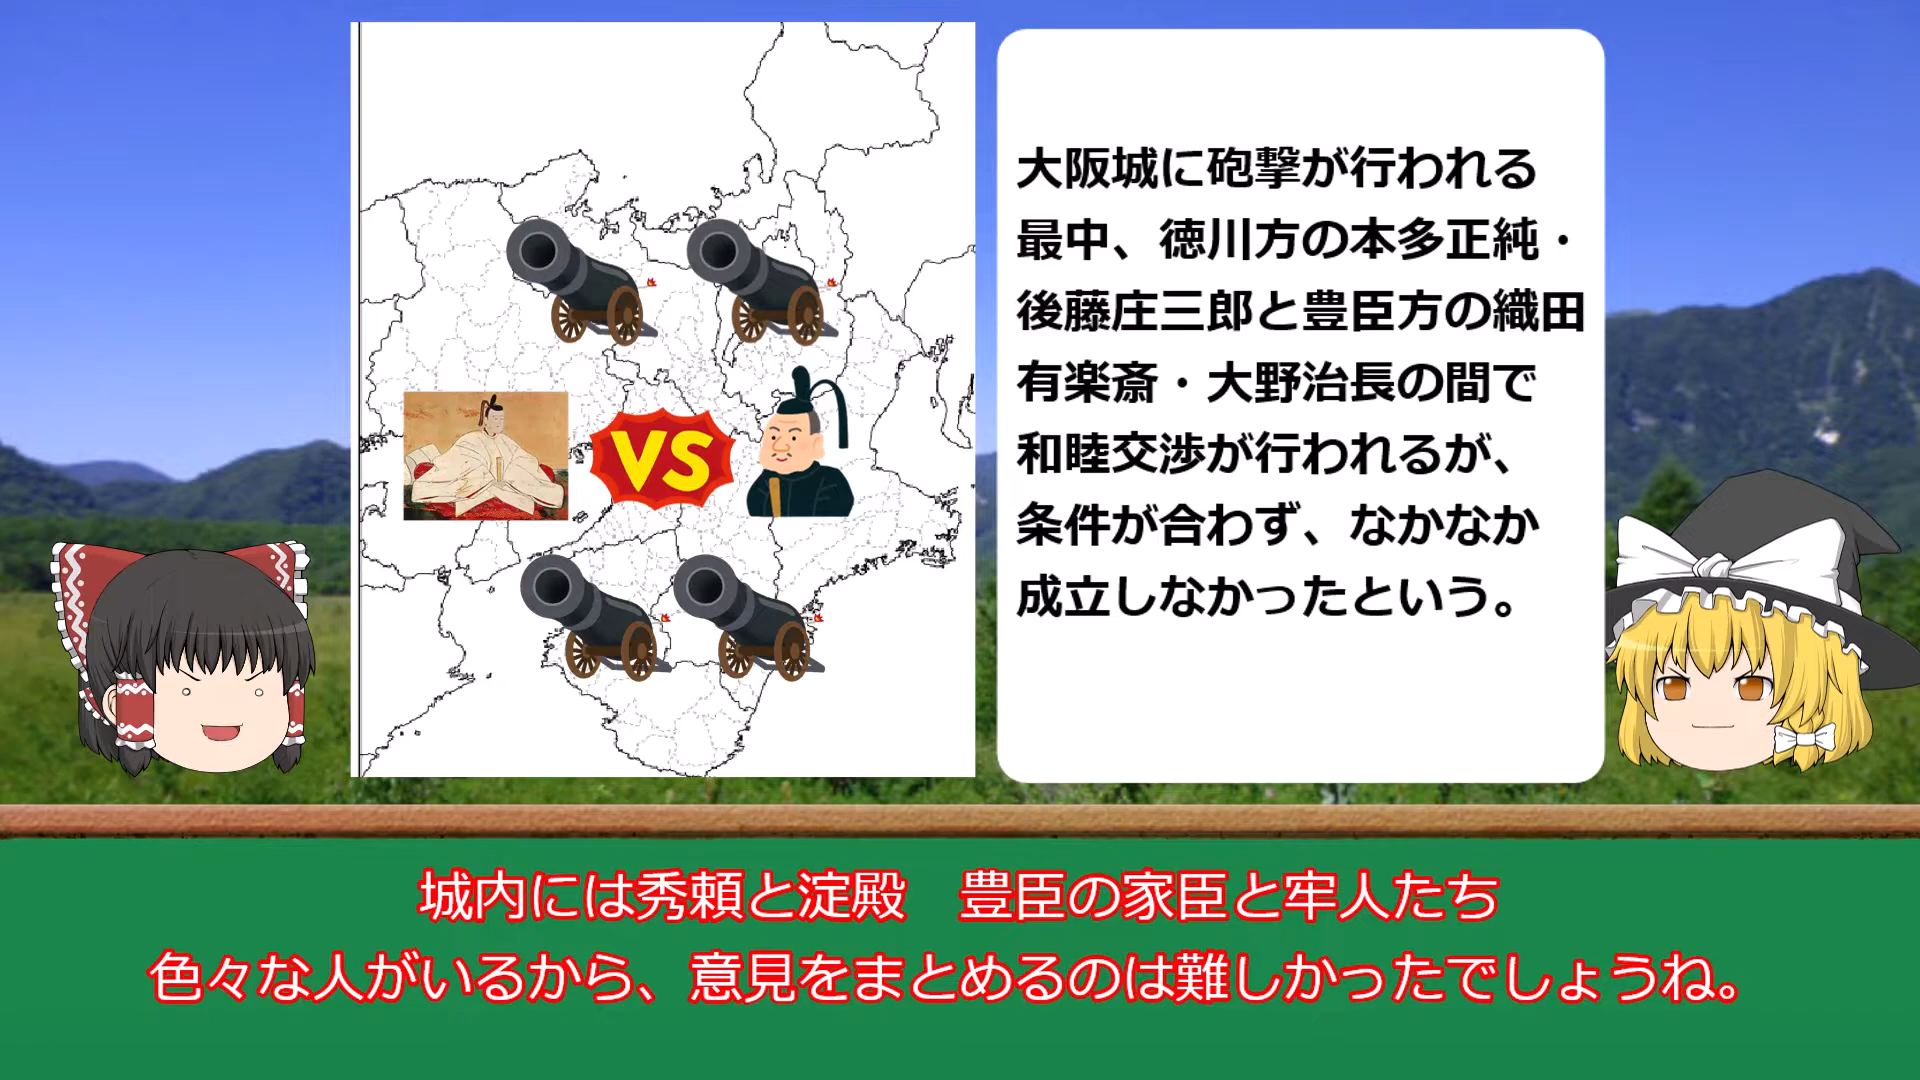 大阪城に砲撃が行われる
最中、徳川方の本多正純・
後藤庄三郎と豊臣方の織田
有楽斎・大野治長の間で
和睦交渉が行われるが、
条件が合わず、なかなか
成立しなかったという。
VS
城内には秀頼と淀殿　豊臣の家臣と牢人たち
色々な人がいるから、意見をまとめるのは難しかったでしょうね。